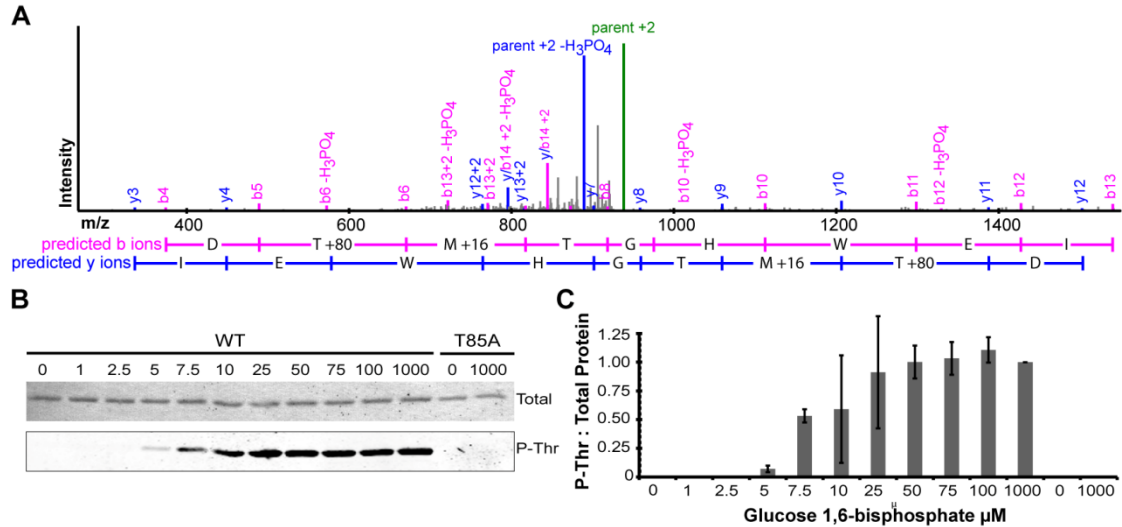 A
parent +2
parent +2 -H₃PO₄
Intensity
y3
b4
y4
b5
b6 -H₃PO₄
b6
b13+2 -H₃PO₄
y12+2
b13+2
y/b14 +2 -H₃PO₄
y13+2
y/b14 +2
y7
b8
y8
b10 -H₃PO₄
y9
b10
y10
b11
b12 -H₃PO₄
y11
b12
y12
b13
m/z 400 600 800 1000 1200 1400
predicted b ions D T +80 M +16 T G H W E I
predicted y ions I E W H G T M +16 T +80 D
B
WT T85A
0 1 2.5 5 7.5 10 25 50 75 100 1000 0 1000
Total
P-Thr
C
P-Thr : Total Protein
1.25
1.00
0.75
0.50
0.25
0
0 1 2.5 5 7.5 10 25 50 75 100 1000 0 1000
μ
Glucose 1,6-bisphosphate μM